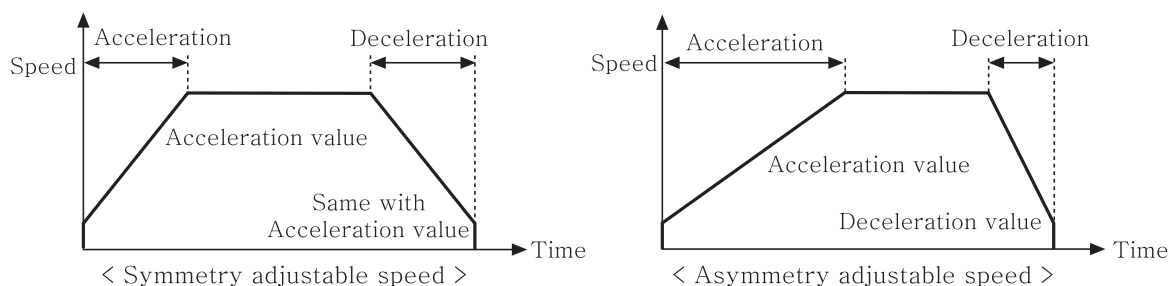 Acceleration
Deceleration
Speed
Acceleration value
Same with
Acceleration value
Time
< Symmetry adjustable speed >
Acceleration
Deceleration
Speed
Acceleration value
Deceleration value
Time
< Asymmetry adjustable speed >